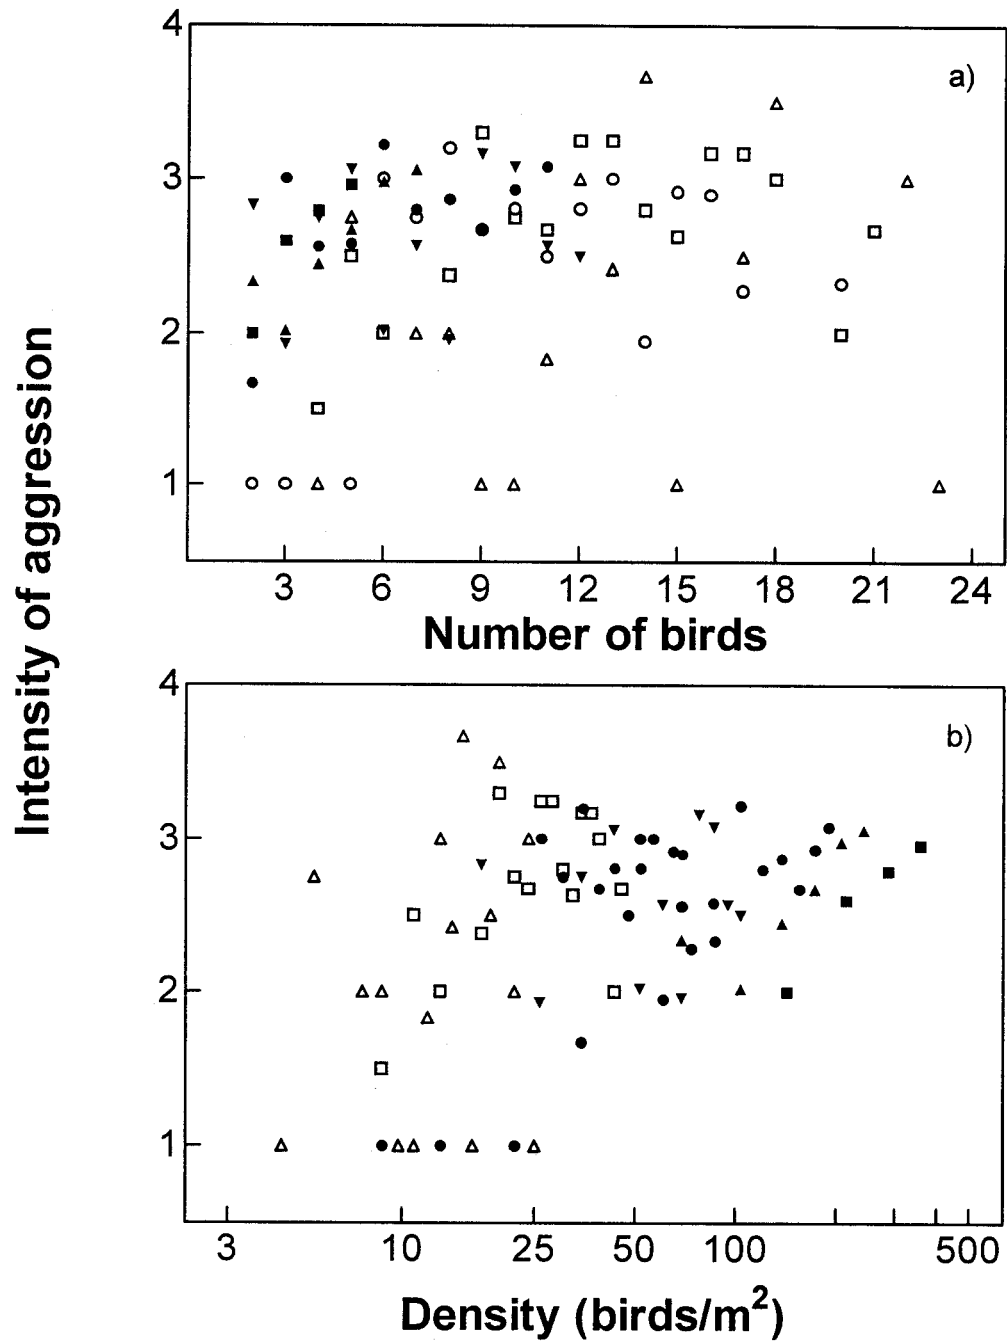 Intensity of aggression
a)
4
3
2
1
3 6 9 12 15 18 21 24
Number of birds
b)
4
3
2
1
3 10 25 50 100 500
Density (birds/m²)